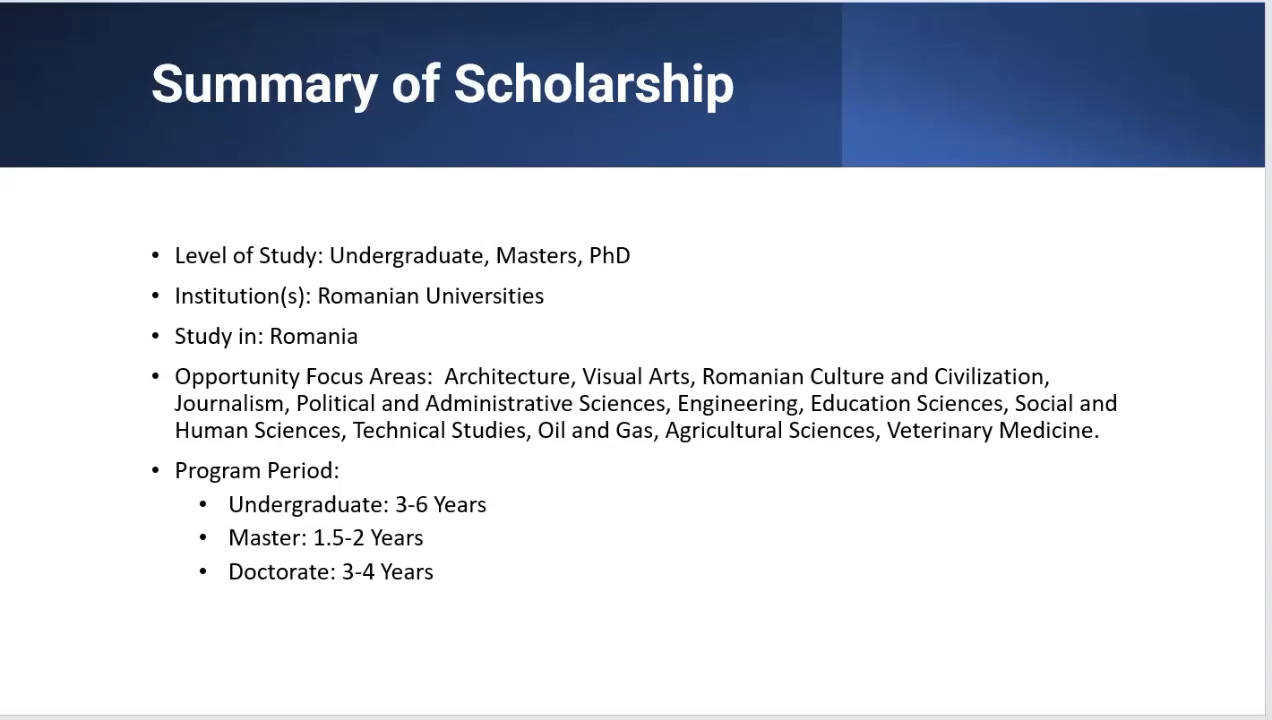 Summary of Scholarship
• Level of Study: Undergraduate, Masters, PhD
• Institution(s): Romanian Universities
• Study in: Romania
• Opportunity Focus Areas:  Architecture, Visual Arts, Romanian Culture and Civilization,
Journalism, Political and Administrative Sciences, Engineering, Education Sciences, Social and
Human Sciences, Technical Studies, Oil and Gas, Agricultural Sciences, Veterinary Medicine.
• Program Period:
• Undergraduate: 3-6 Years
• Master: 1.5-2 Years
• Doctorate: 3-4 Years